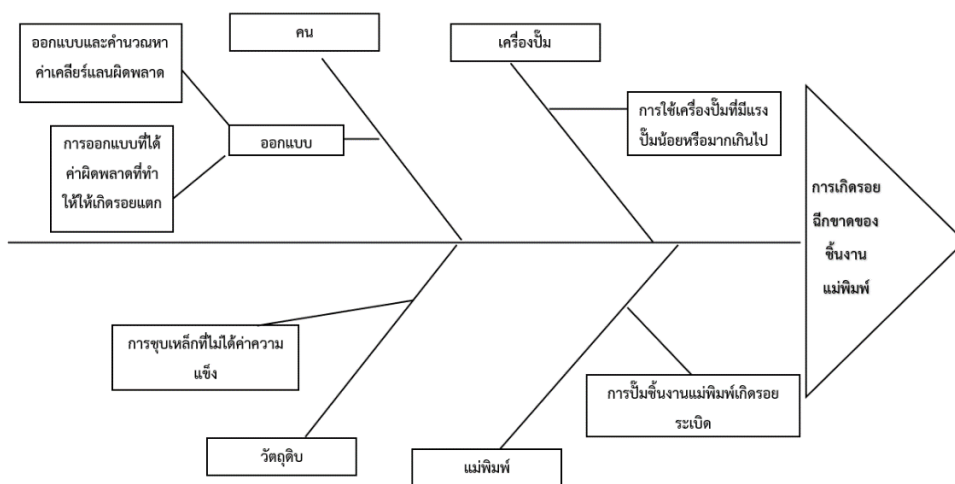 คน
เครื่องปั๊ม
ออกแบบและคำนวณหา
ค่าเคลียร์แลนผิดพลาด
ออกแบบ
การออกแบบที่ได้
ค่าผิดพลาดที่ทำ
ให้ให้เกิดรอยแตก
การใช้เครื่องปั๊มที่มีแรง
ปั๊มน้อยหรือมากเกินไป
การเกิดรอย
ฉีกขาดของ
ชิ้นงาน
แม่พิมพ์
การชุบเหล็กที่ไม่ได้ค่าความ
แข็ง
การปั๊มชิ้นงานแม่พิมพ์เกิดรอย
ระเบิด
วัตถุดิบ
แม่พิมพ์